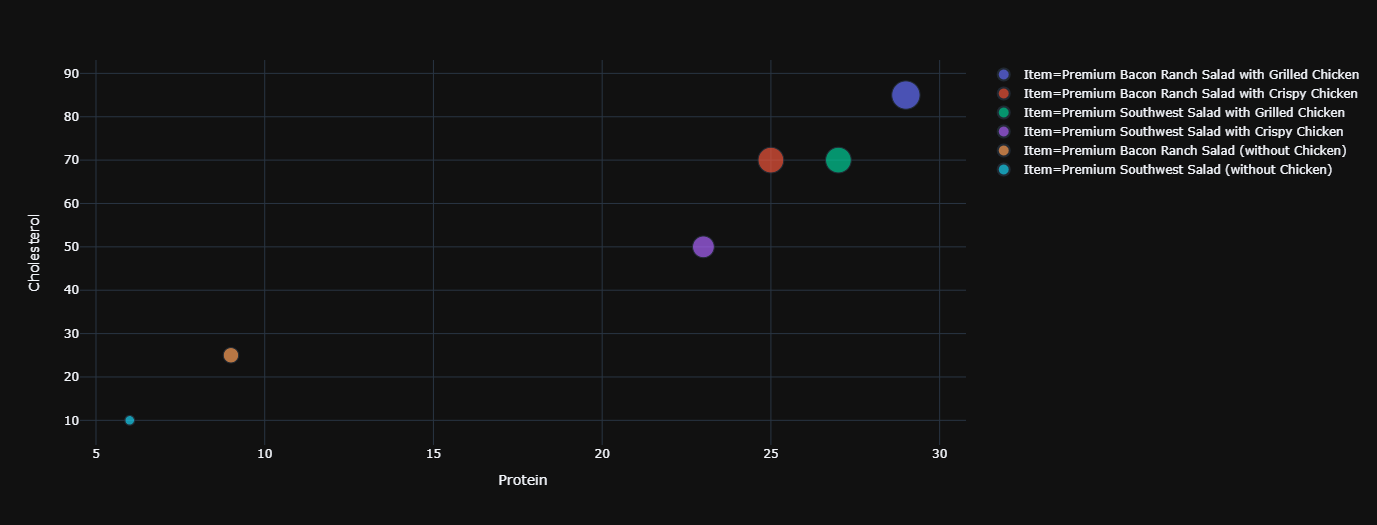 90
80
70
60
50
40
30
20
10
Cholesterol
5 10 15 20 25 30
Protein
Item=Premium Bacon Ranch Salad with Grilled Chicken
Item=Premium Bacon Ranch Salad with Crispy Chicken
Item=Premium Southwest Salad with Grilled Chicken
Item=Premium Southwest Salad with Crispy Chicken
Item=Premium Bacon Ranch Salad (without Chicken)
Item=Premium Southwest Salad (without Chicken)